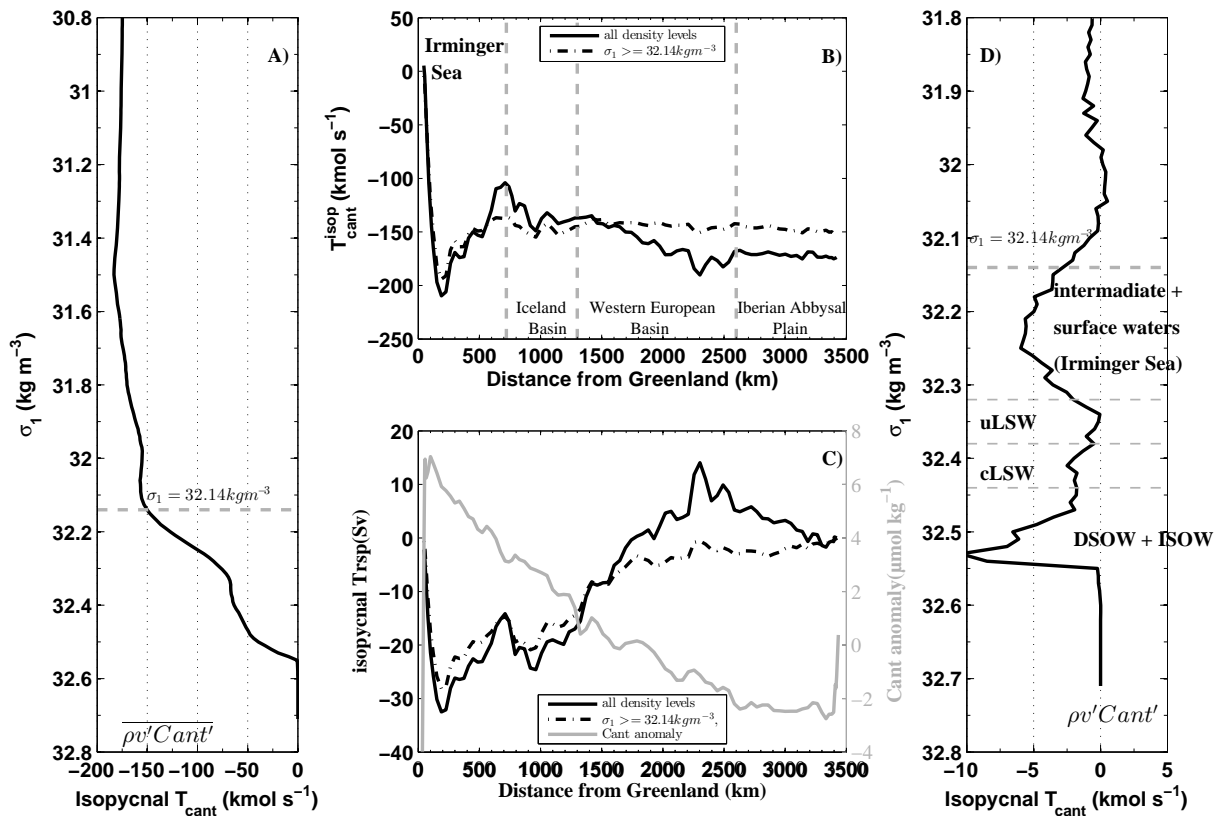 A)
30.8
31
31.2
31.4
31.6
31.8
32
32.2
32.4
32.6
32.8
σ1 (kg m−3)
σ1 = 32.14kgm−3
ρv′Cant′
−200 −150 −100 −50 0
Isopycnal Tcant (kmol s−1)
B)
50
0
−50
−100
−150
−200
−250
Tcant isop (kmol s−1)
all density levels
σ1 >= 32.14kgm−3
Irminger
Sea
Iceland
Basin
Western European
Basin
Iberian Abbysal
Plain
0 500 1000 1500 2000 2500 3000 3500
Distance from Greenland (km)
C)
20
10
0
−10
−20
−30
−40
isopycnal Trsp(Sv)
8
6
4
2
0
−2
−4
Cant anomaly(μmol kg−1)
all density levels
σ1 >= 32.14kgm−3,
Cant anomaly
0 500 1000 1500 2000 2500 3000 3500
Distance from Greenland (km)
D)
31.8
31.9
32
32.1
32.2
32.3
32.4
32.5
32.6
32.7
32.8
σ1 (kg m−3)
σ1 = 32.14kgm−3
intermadiate +
surface waters
(Irminger Sea)
uLSW
cLSW
DSOW + ISOW
ρv′Cant′
−10 −5 0 5
Isopycnal Tcant (kmol s−1)